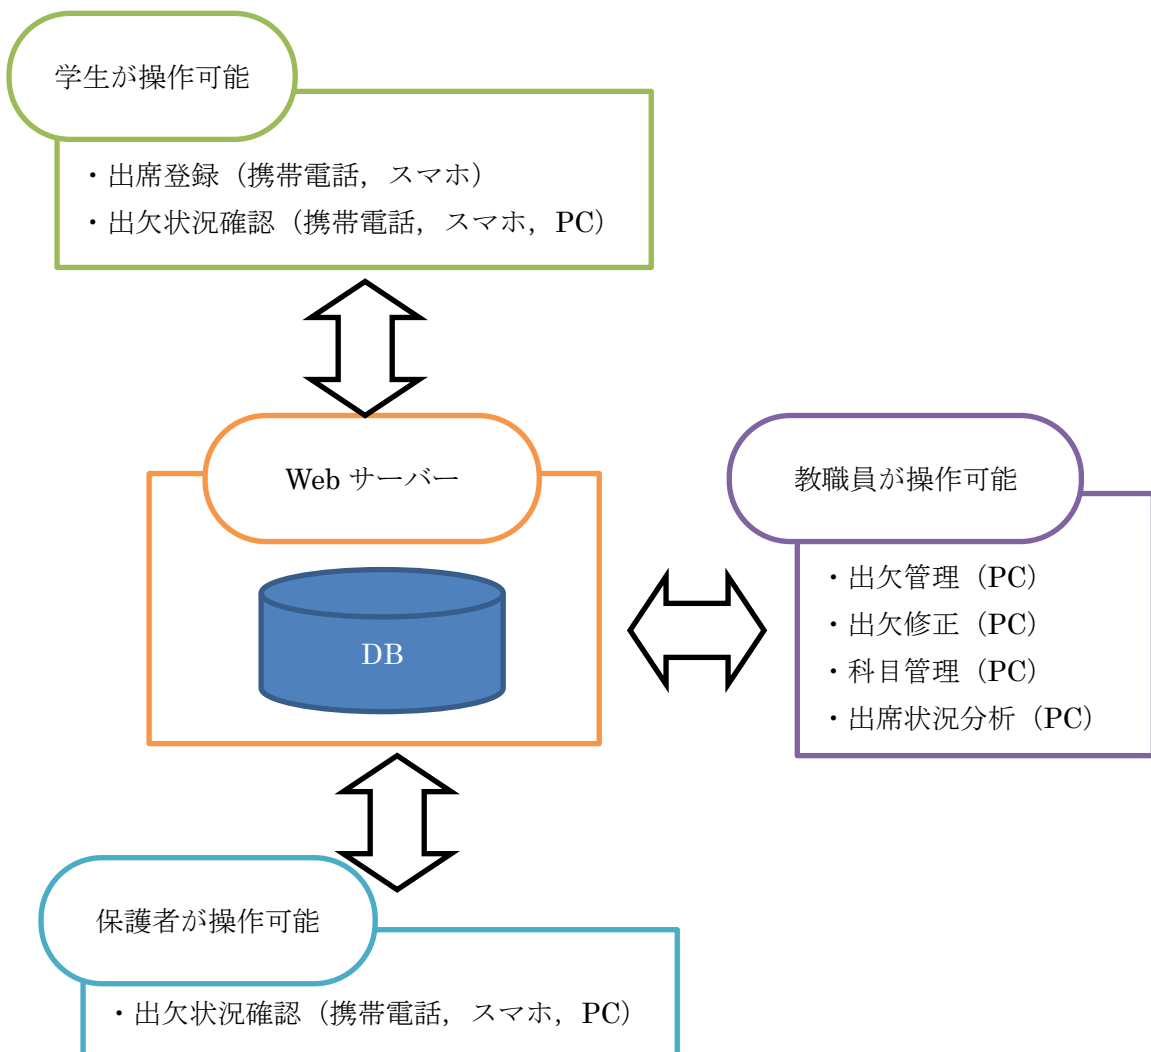 学生が操作可能
・出席登録（携帯電話，スマホ）
・出欠状況確認（携帯電話，スマホ，PC）
Web サーバー
DB
教職員が操作可能
・出欠管理（PC）
・出欠修正（PC）
・科目管理（PC）
・出席状況分析（PC）
保護者が操作可能
・出欠状況確認（携帯電話，スマホ，PC）